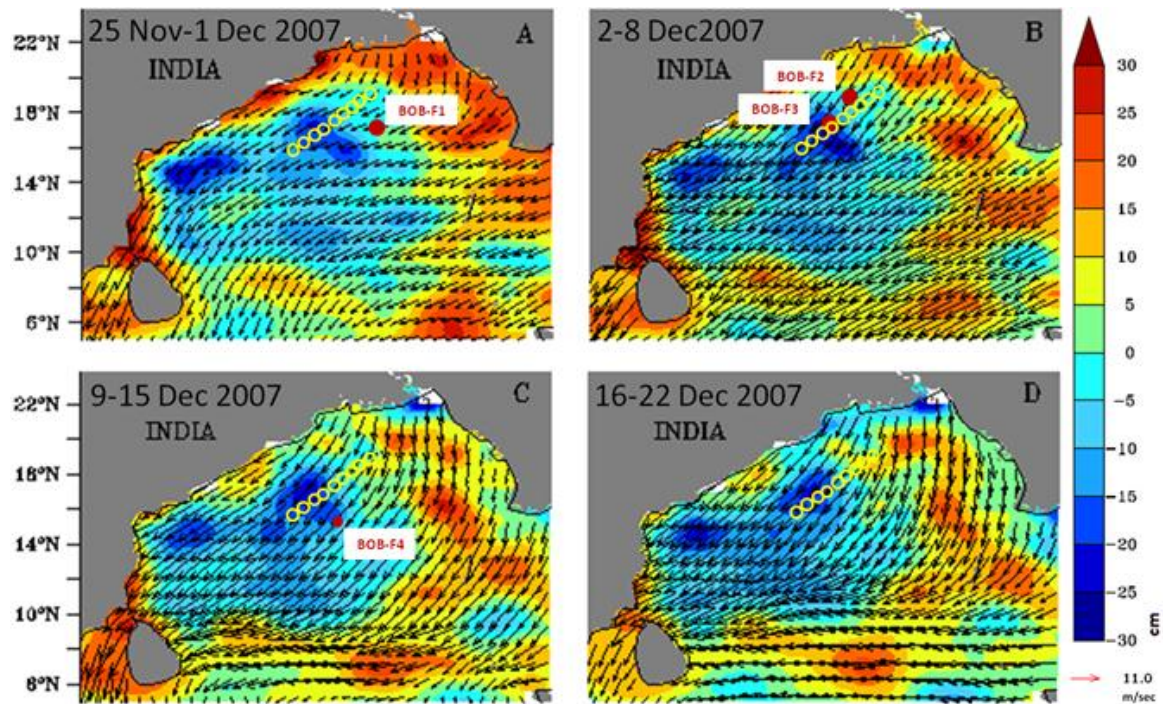 25 Nov-1 Dec 2007
A
INDIA
BOB-F1
22°N
18°N
14°N
10°N
6°N
2-8 Dec2007
B
INDIA
BOB-F2
BOB-F3
9-15 Dec 2007
C
INDIA
BOB-F4
22°N
18°N
14°N
10°N
6°N
16-22 Dec 2007
D
INDIA
30
25
20
15
10
5
0
-5
-10
-15
-20
-25
-30
cm
11.0
m/sec